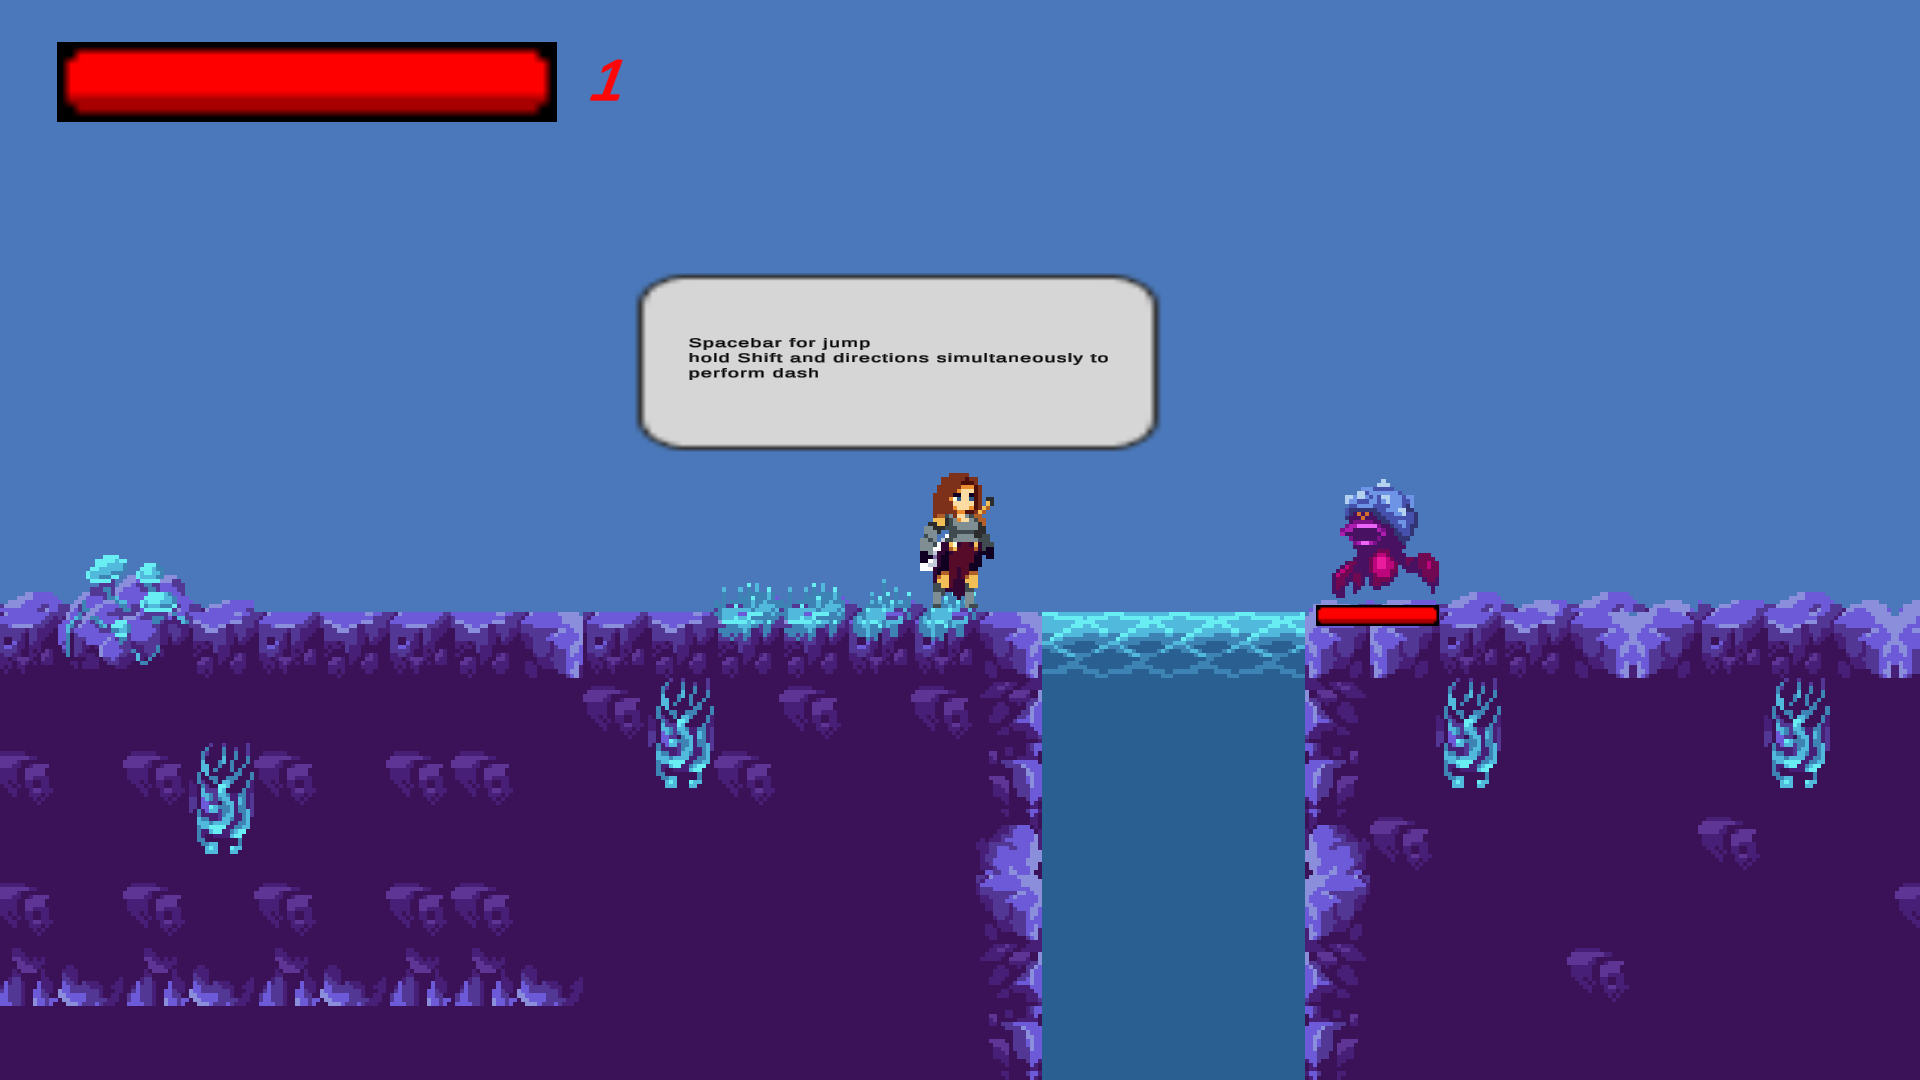 1
Spacebar for jump
hold Shift and directions simultaneously to
perform dash